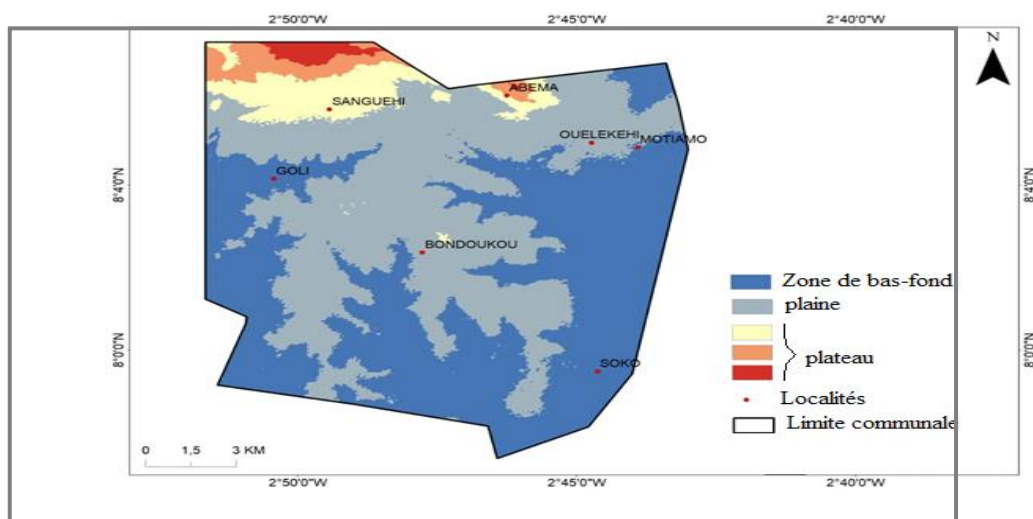 2°50'0"W 2°45'0"W 2°40'0"W
N
ABEMA
SANGUEHI
OUELEKEHI
MOTIAMO
GOLI
8°4'0"N 8°4'0"N
BONDOUKOU
Zone de bas-fond
plaine
plateau
8°0'0"N 8°0'0"N
SOKO
Localités
Limite communale
0 1,5 3 KM
2°50'0"W 2°45'0"W 2°40'0"W